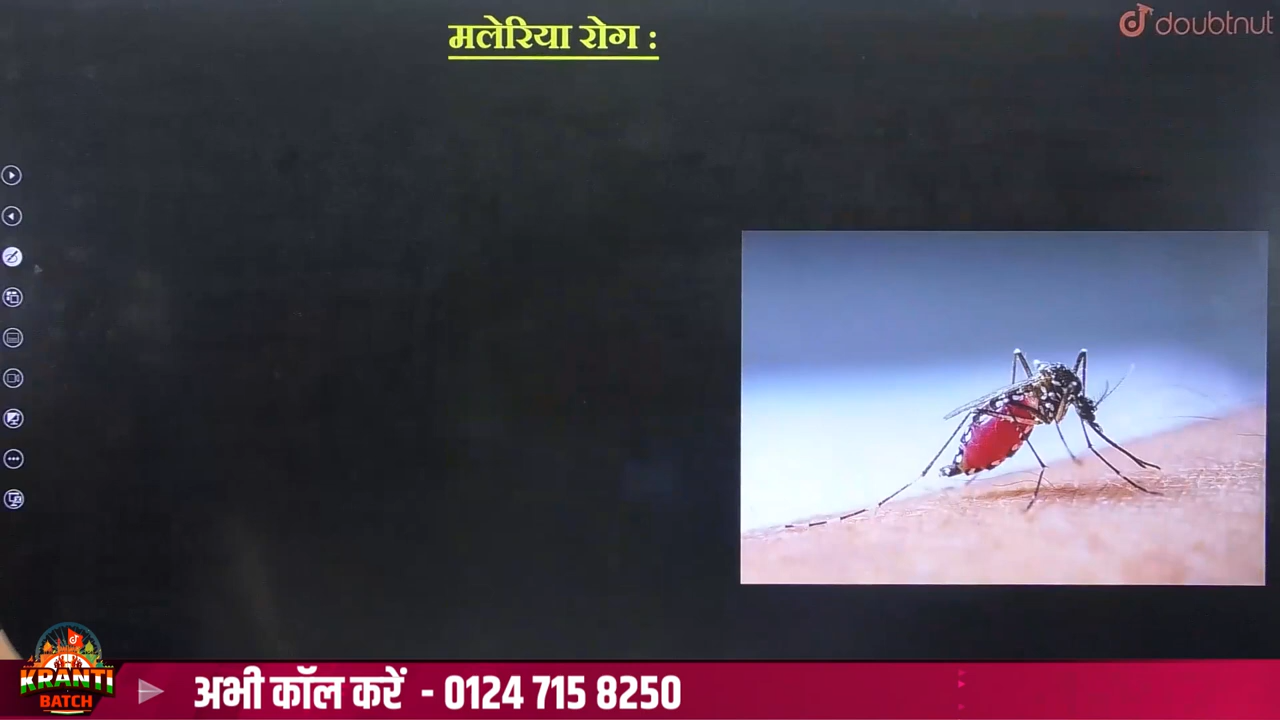 मलेरिया रोग :
doubtnut
KRANTI
BATCH
अभी कॉल करें - 0124 715 8250